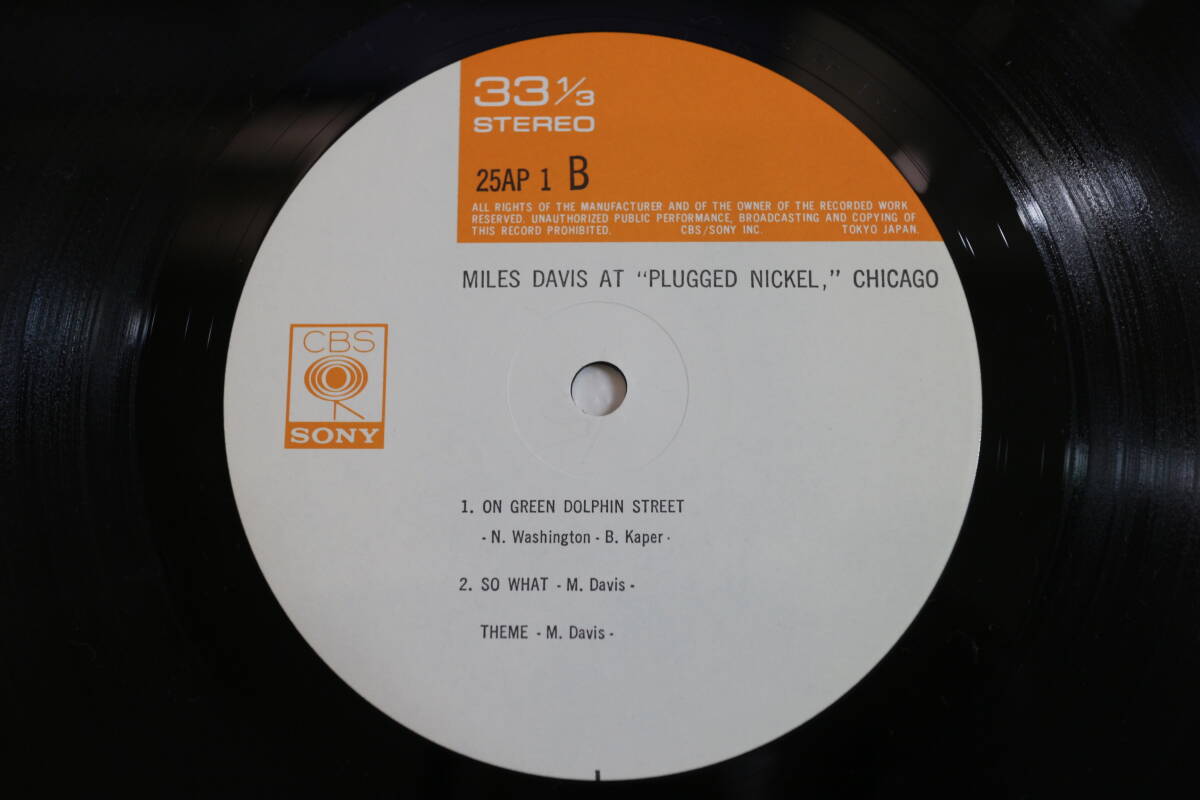 33 1/3
STEREO
25AP 1 B
ALL RIGHTS OF THE MANUFACTURER AND OF THE OWNER OF THE RECORDED WORK
RESERVED. UNAUTHORIZED PUBLIC PERFORMANCE, BROADCASTING AND COPYING OF
THIS RECORD PROHIBITED. CBS/SONY INC. TOKYO JAPAN.
MILES DAVIS AT “PLUGGED NICKEL,” CHICAGO
CBS
SONY
1. ON GREEN DOLPHIN STREET
- N. Washington - B. Kaper -
2. SO WHAT - M. Davis -
THEME - M. Davis -